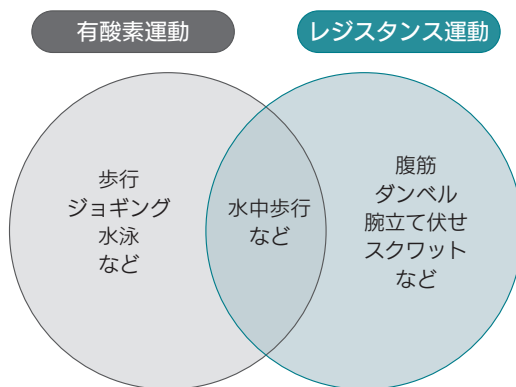 有酸素運動
レジスタンス運動
歩行
ジョギング
水泳
など
水中歩行
など
腹筋
ダンベル
腕立て伏せ
スクワット
など